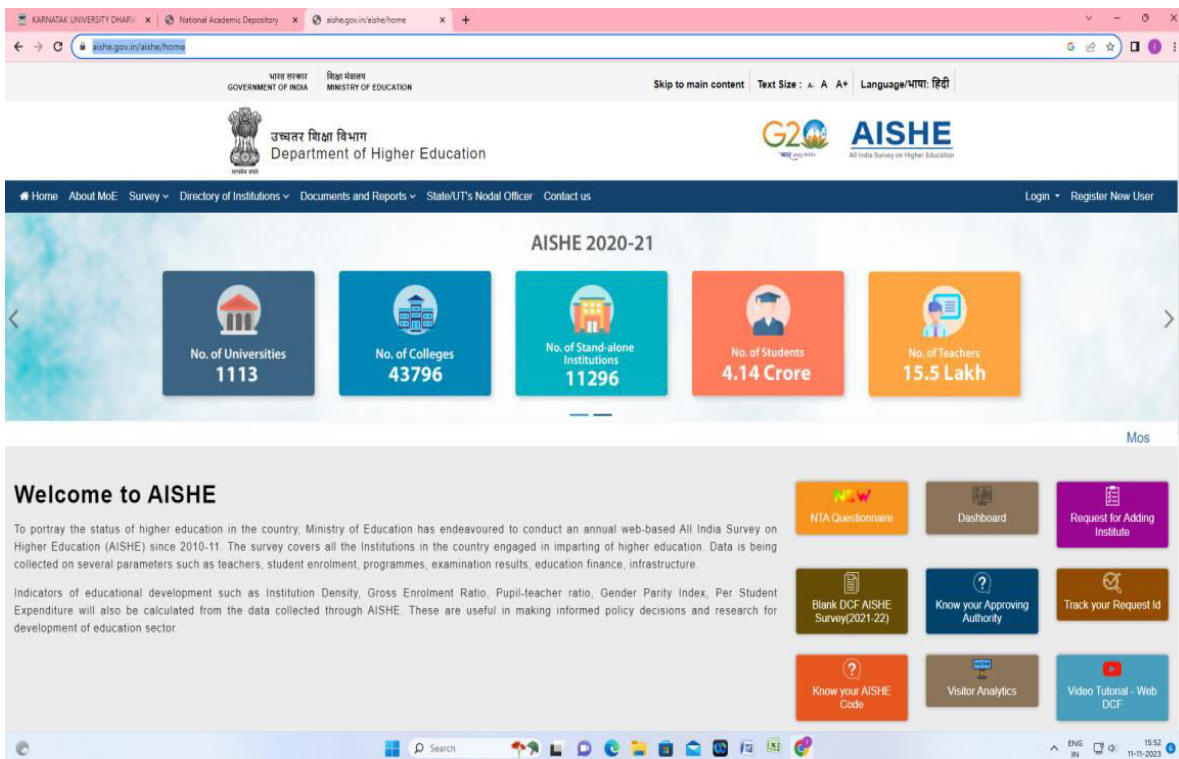 KARNATAK UNIVERSITY DHARV
National Academic Depository
aishe.gov.in/aishe/home
aishe.gov.in/aishe/home
भारत सरकार
GOVERNMENT OF INDIA
शिक्षा मंत्रालय
MINISTRY OF EDUCATION
Skip to main content Text Size : A- A A+ Language/भाषा: हिंदी
उच्चतर शिक्षा विभाग
Department of Higher Education
सत्यमेव जयते
G20
AISHE
All India Survey on Higher Education
Home About MoE Survey Directory of Institutions Documents and Reports State/UT's Nodal Officer Contact us Login Register New User
AISHE 2020-21
No. of Universities
1113
No. of Colleges
43796
No. of Stand-alone
Institutions
11296
No. of Students
4.14 Crore
No. of Teachers
15.5 Lakh
Mos
Welcome to AISHE
To portray the status of higher education in the country, Ministry of Education has endeavoured to conduct an annual web-based All India Survey on
Higher Education (AISHE) since 2010-11. The survey covers all the Institutions in the country engaged in imparting of higher education. Data is being
collected on several parameters such as teachers, student enrolment, programmes, examination results, education finance, infrastructure.
Indicators of educational development such as Institution Density, Gross Enrolment Ratio, Pupil-teacher ratio, Gender Parity Index, Per Student
Expenditure will also be calculated from the data collected through AISHE. These are useful in making informed policy decisions and research for
development of education sector.
NEW
NTA Questionnaire
Dashboard
Request for Adding
Institute
Blank DCF AISHE
Survey(2021-22)
Know your Approving
Authority
Track your Request Id
Know your AISHE
Code
Visitor Analytics
Video Tutorial - Web
DCF
Search
ENG
IN
15:52
11-11-2023